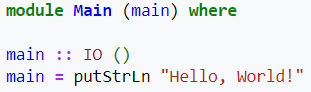 module Main (main) where
main :: IO ()
main = putStrLn "Hello, World!"